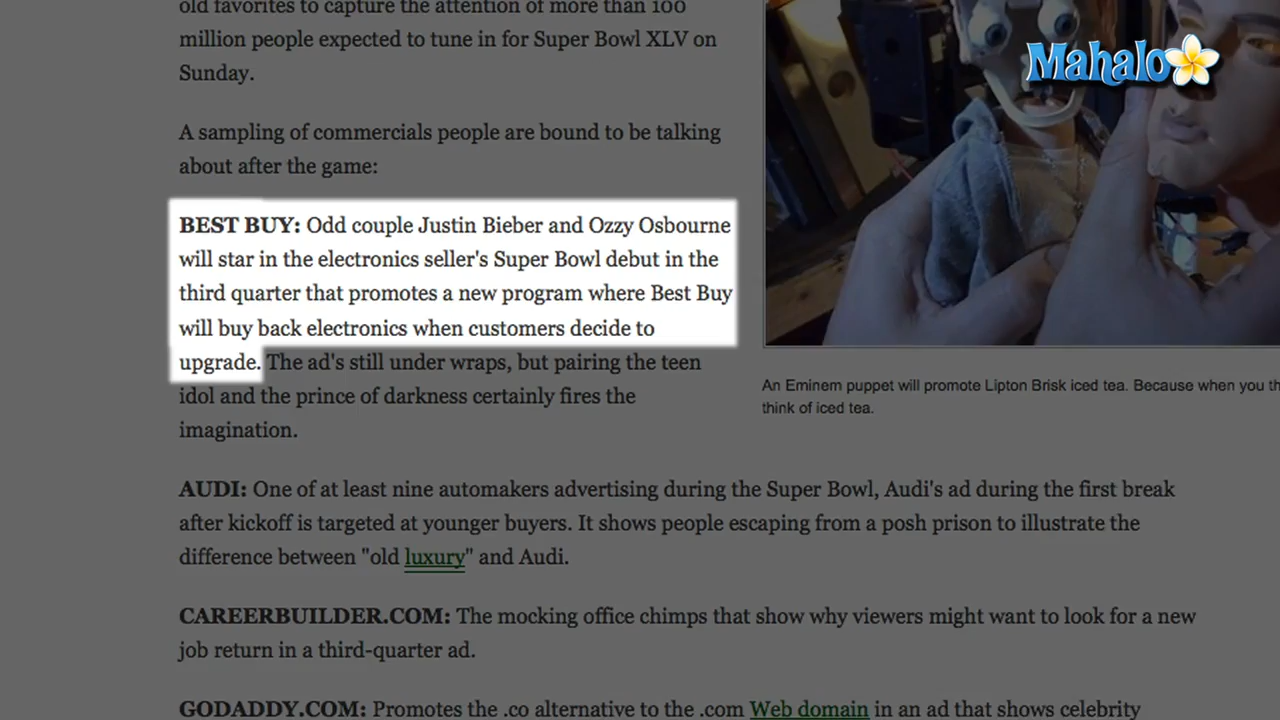 old favorites to capture the attention of more than 100
million people expected to tune in for Super Bowl XLV on
Sunday.
A sampling of commercials people are bound to be talking
about after the game:
BEST BUY: Odd couple Justin Bieber and Ozzy Osbourne
will star in the electronics seller's Super Bowl debut in the
third quarter that promotes a new program where Best Buy
will buy back electronics when customers decide to
upgrade. The ad's still under wraps, but pairing the teen
idol and the prince of darkness certainly fires the
imagination.
Mahalo
An Eminem puppet will promote Lipton Brisk iced tea. Because when you th
think of iced tea.
AUDI: One of at least nine automakers advertising during the Super Bowl, Audi's ad during the first break
after kickoff is targeted at younger buyers. It shows people escaping from a posh prison to illustrate the
difference between "old luxury" and Audi.
CAREERBUILDER.COM: The mocking office chimps that show why viewers might want to look for a new
job return in a third-quarter ad.
GODADDY.COM: Promotes the .co alternative to the .com Web domain in an ad that shows celebrity